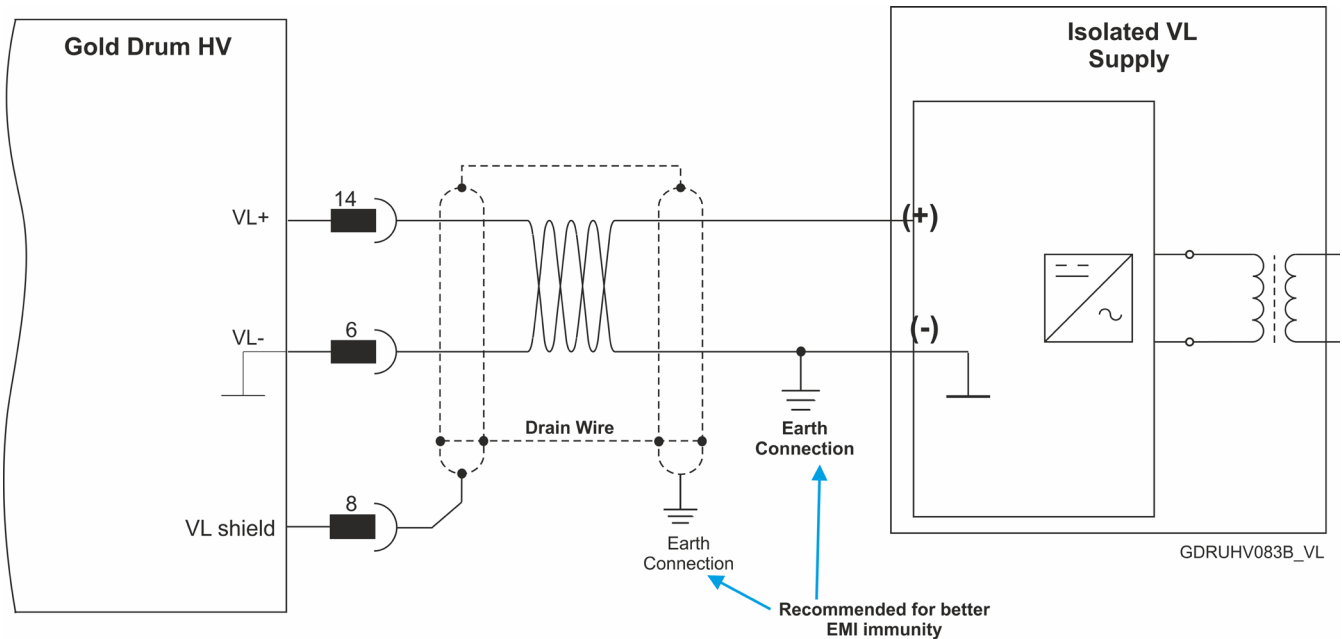 Gold Drum HV
Isolated VL
Supply
14
VL+
(+)
6
VL-
(-)
Drain Wire
Earth
Connection
8
VL shield
Earth
Connection
GDRUHV083B_VL
Recommended for better
EMI immunity